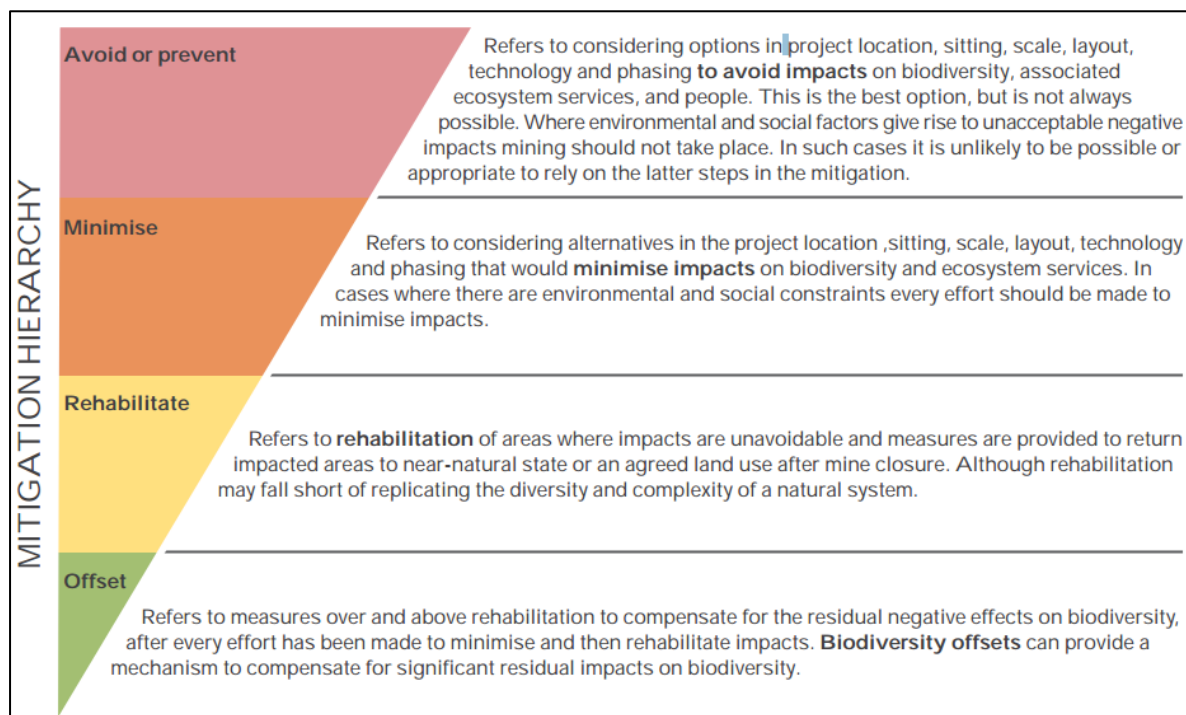 MITIGATION HIERARCHY
Avoid or prevent
Refers to considering options in project location, sitting, scale, layout,
technology and phasing to avoid impacts on biodiversity, associated
ecosystem services, and people. This is the best option, but is not always
possible. Where environmental and social factors give rise to unacceptable negative
impacts mining should not take place. In such cases it is unlikely to be possible or
appropriate to rely on the latter steps in the mitigation.
Minimise
Refers to considering alternatives in the project location ,sitting, scale, layout, technology
and phasing that would minimise impacts on biodiversity and ecosystem services. In
cases where there are environmental and social constraints every effort should be made to
minimise impacts.
Rehabilitate
Refers to rehabilitation of areas where impacts are unavoidable and measures are provided to return
impacted areas to near-natural state or an agreed land use after mine closure. Although rehabilitation
may fall short of replicating the diversity and complexity of a natural system.
Offset
Refers to measures over and above rehabilitation to compensate for the residual negative effects on biodiversity,
after every effort has been made to minimise and then rehabilitate impacts. Biodiversity offsets can provide a
mechanism to compensate for significant residual impacts on biodiversity.